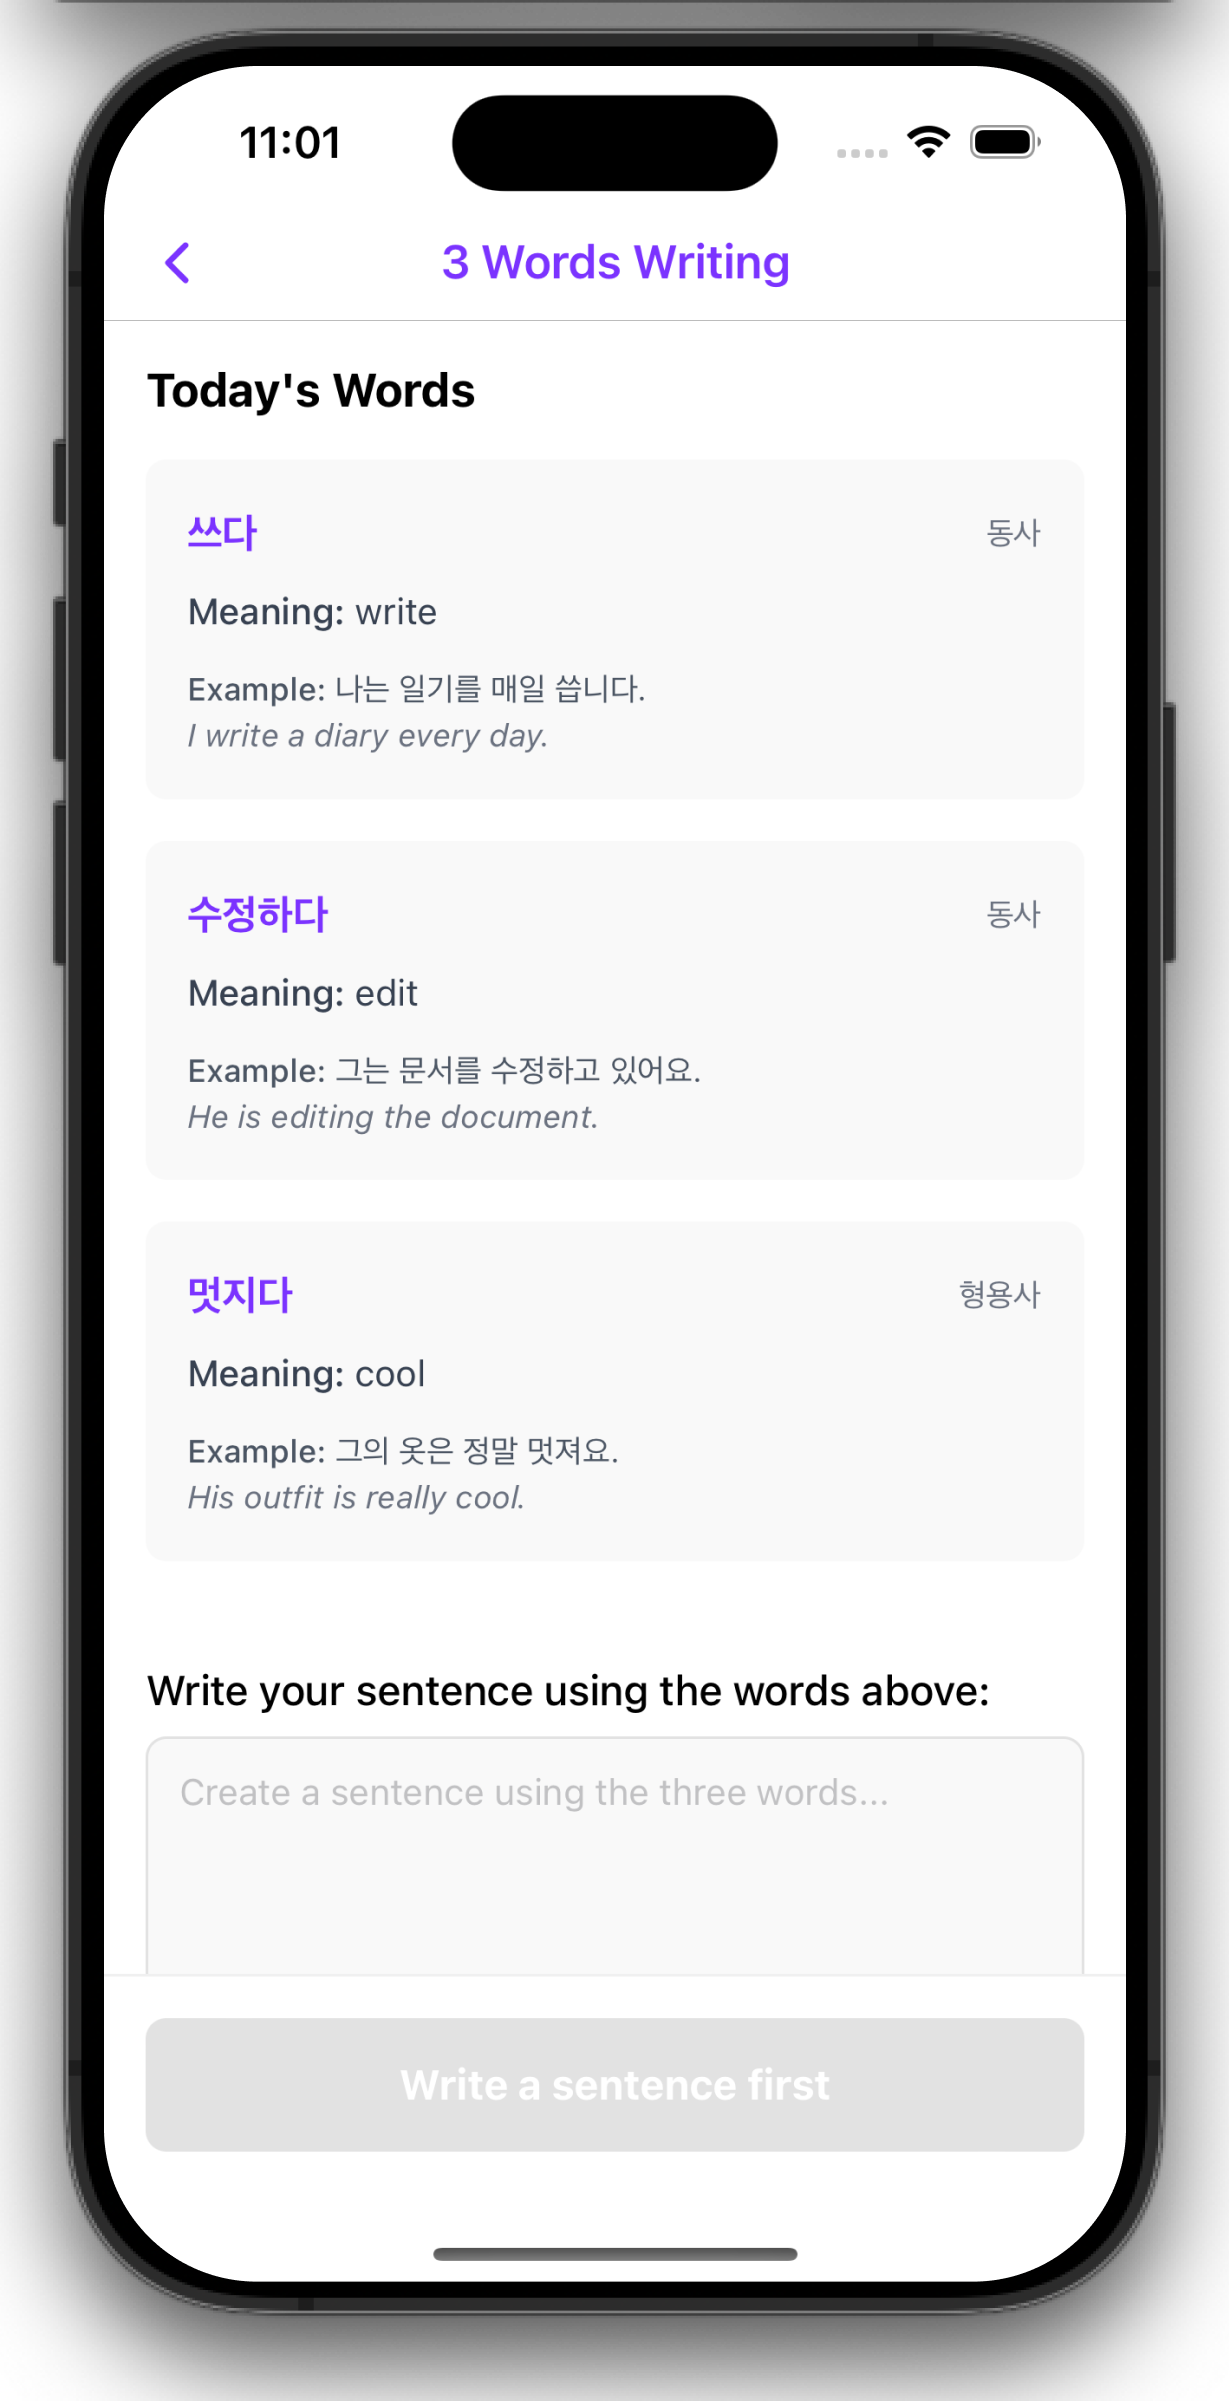 11:01
3 Words Writing
Today's Words
쓰다
동사
Meaning: write
Example: 나는 일기를 매일 씁니다.
I write a diary every day.
수정하다
동사
Meaning: edit
Example: 그는 문서를 수정하고 있어요.
He is editing the document.
멋지다
형용사
Meaning: cool
Example: 그의 옷은 정말 멋져요.
His outfit is really cool.
Write your sentence using the words above:
Create a sentence using the three words...
Write a sentence first